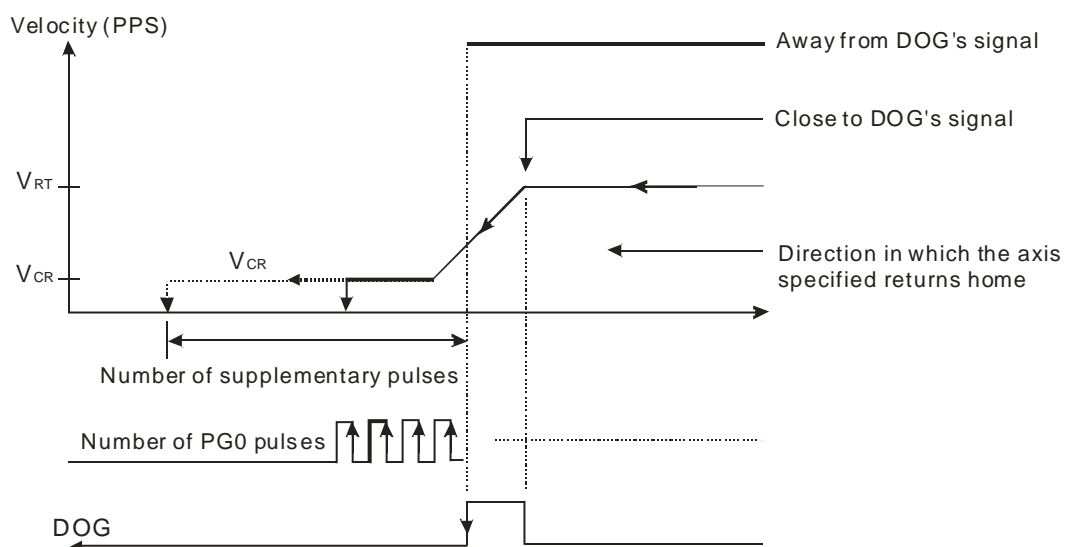 Velocity (PPS)
Away from DOG's signal
Close to DOG's signal
VRT
Direction in which the axis
specified returns home
VCR
VCR
Number of supplementary pulses
Number of PG0 pulses
DOG